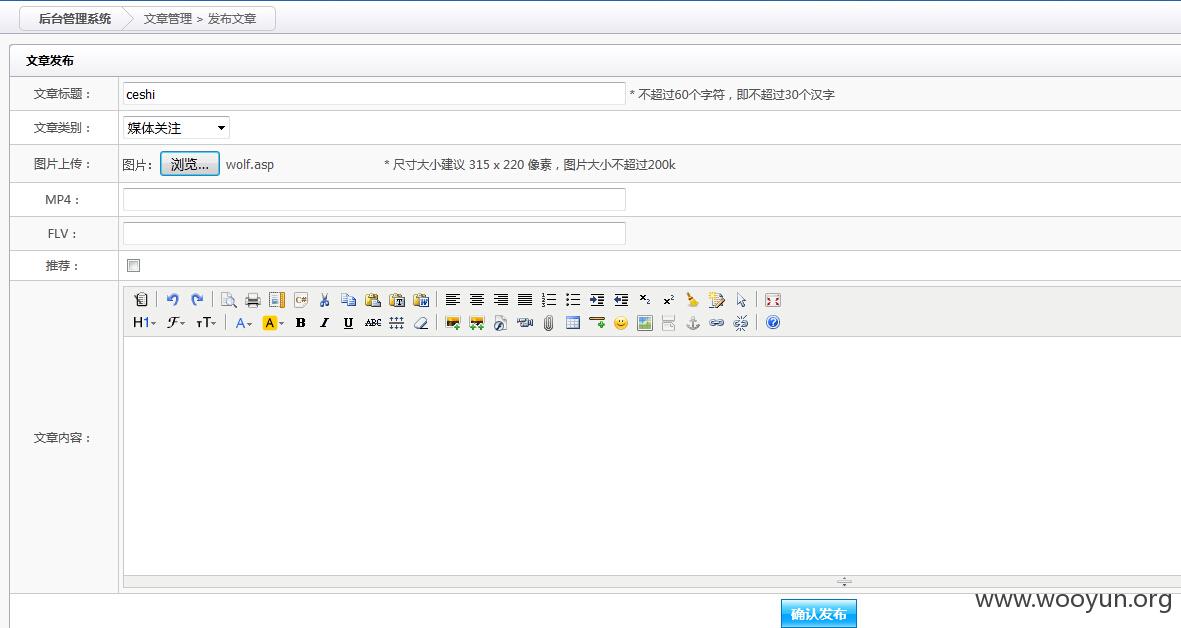 后台管理系统 文章管理 > 发布文章
文章发布
文章标题： ceshi * 不超过60个字符，即不超过30个汉字
文章类别： 媒体关注
图片上传： 图片： 浏览... wolf.asp * 尺寸大小建议 315 x 220 像素，图片大小不超过200k
MP4：
FLV：
推荐：
H1 F тT A A B I U ABC
文章内容：
www.wooyun.org
确认发布